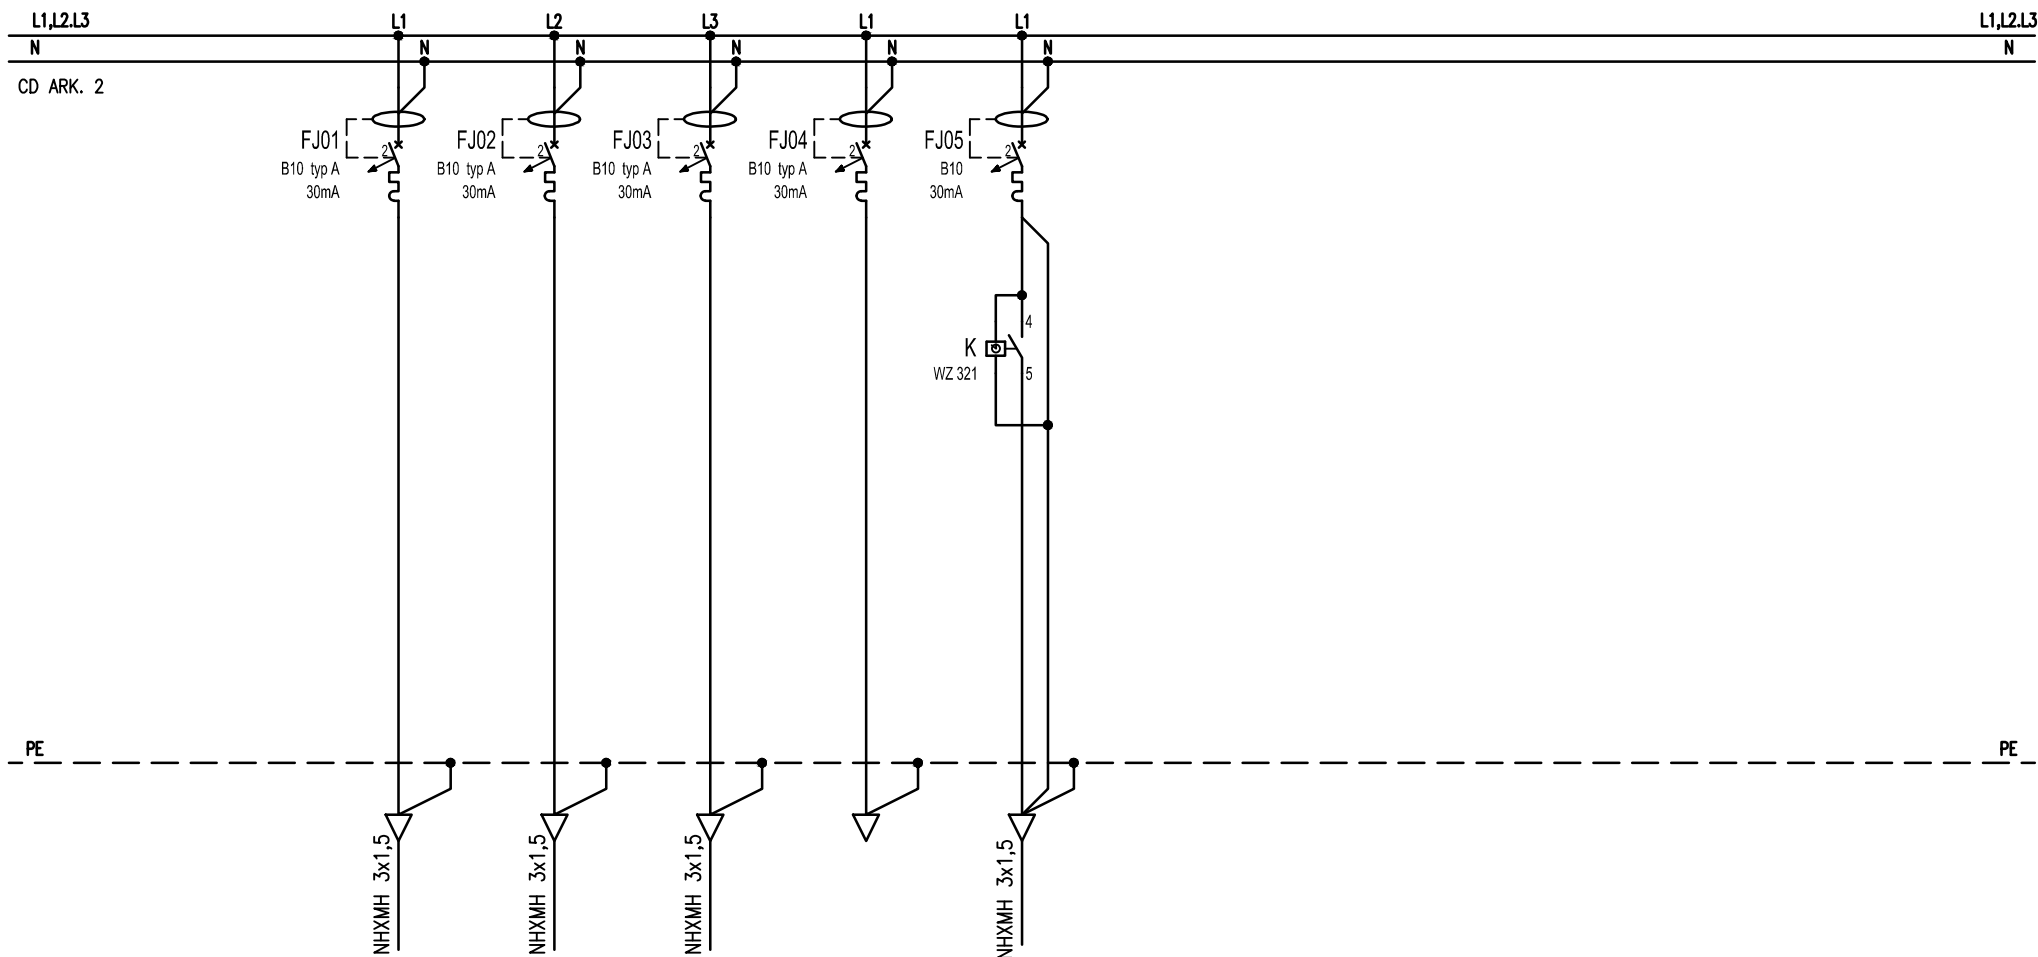 L1,L2.L3 L1 L2 L3 L1 L1 L1,L2.L3
N N N N N N N
CD ARK. 2
FJ01 2 FJ02 2 FJ03 2 FJ04 2 FJ05 2
B10 typ A B10 typ A B10 typ A B10 typ A B10
30mA 30mA 30mA 30mA 30mA
4
K
WZ 321 5
PE PE
NHXMH 3x1,5
NHXMH 3x1,5
NHXMH 3x1,5
NHXMH 3x1,5